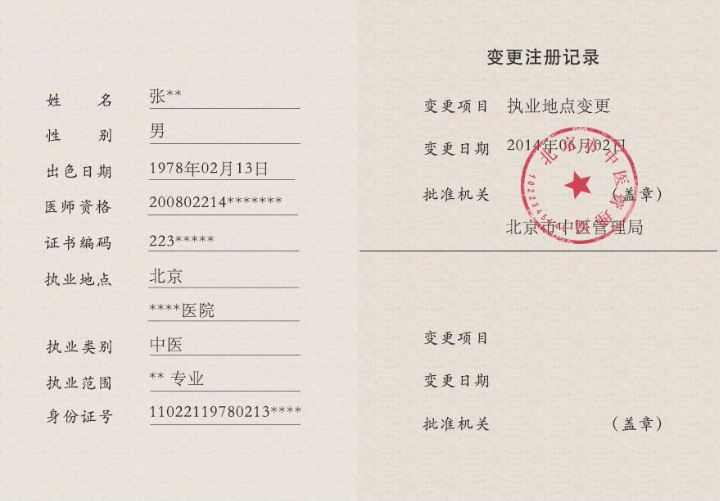 姓 名 张**
性 别 男
出色日期 1978年02月13日
医师资格 200802214*******
证书编码 223*****
执业地点 北京
****医院
执业类别 中医
执业范围 ** 专业
身份证号 11022119780213****
变更注册记录
变更项目 执业地点变更
变更日期 2014年06月02日
批准机关 (盖章)
北京市中医管理局
北京市中医管理局
变更项目
变更日期
批准机关 (盖章)